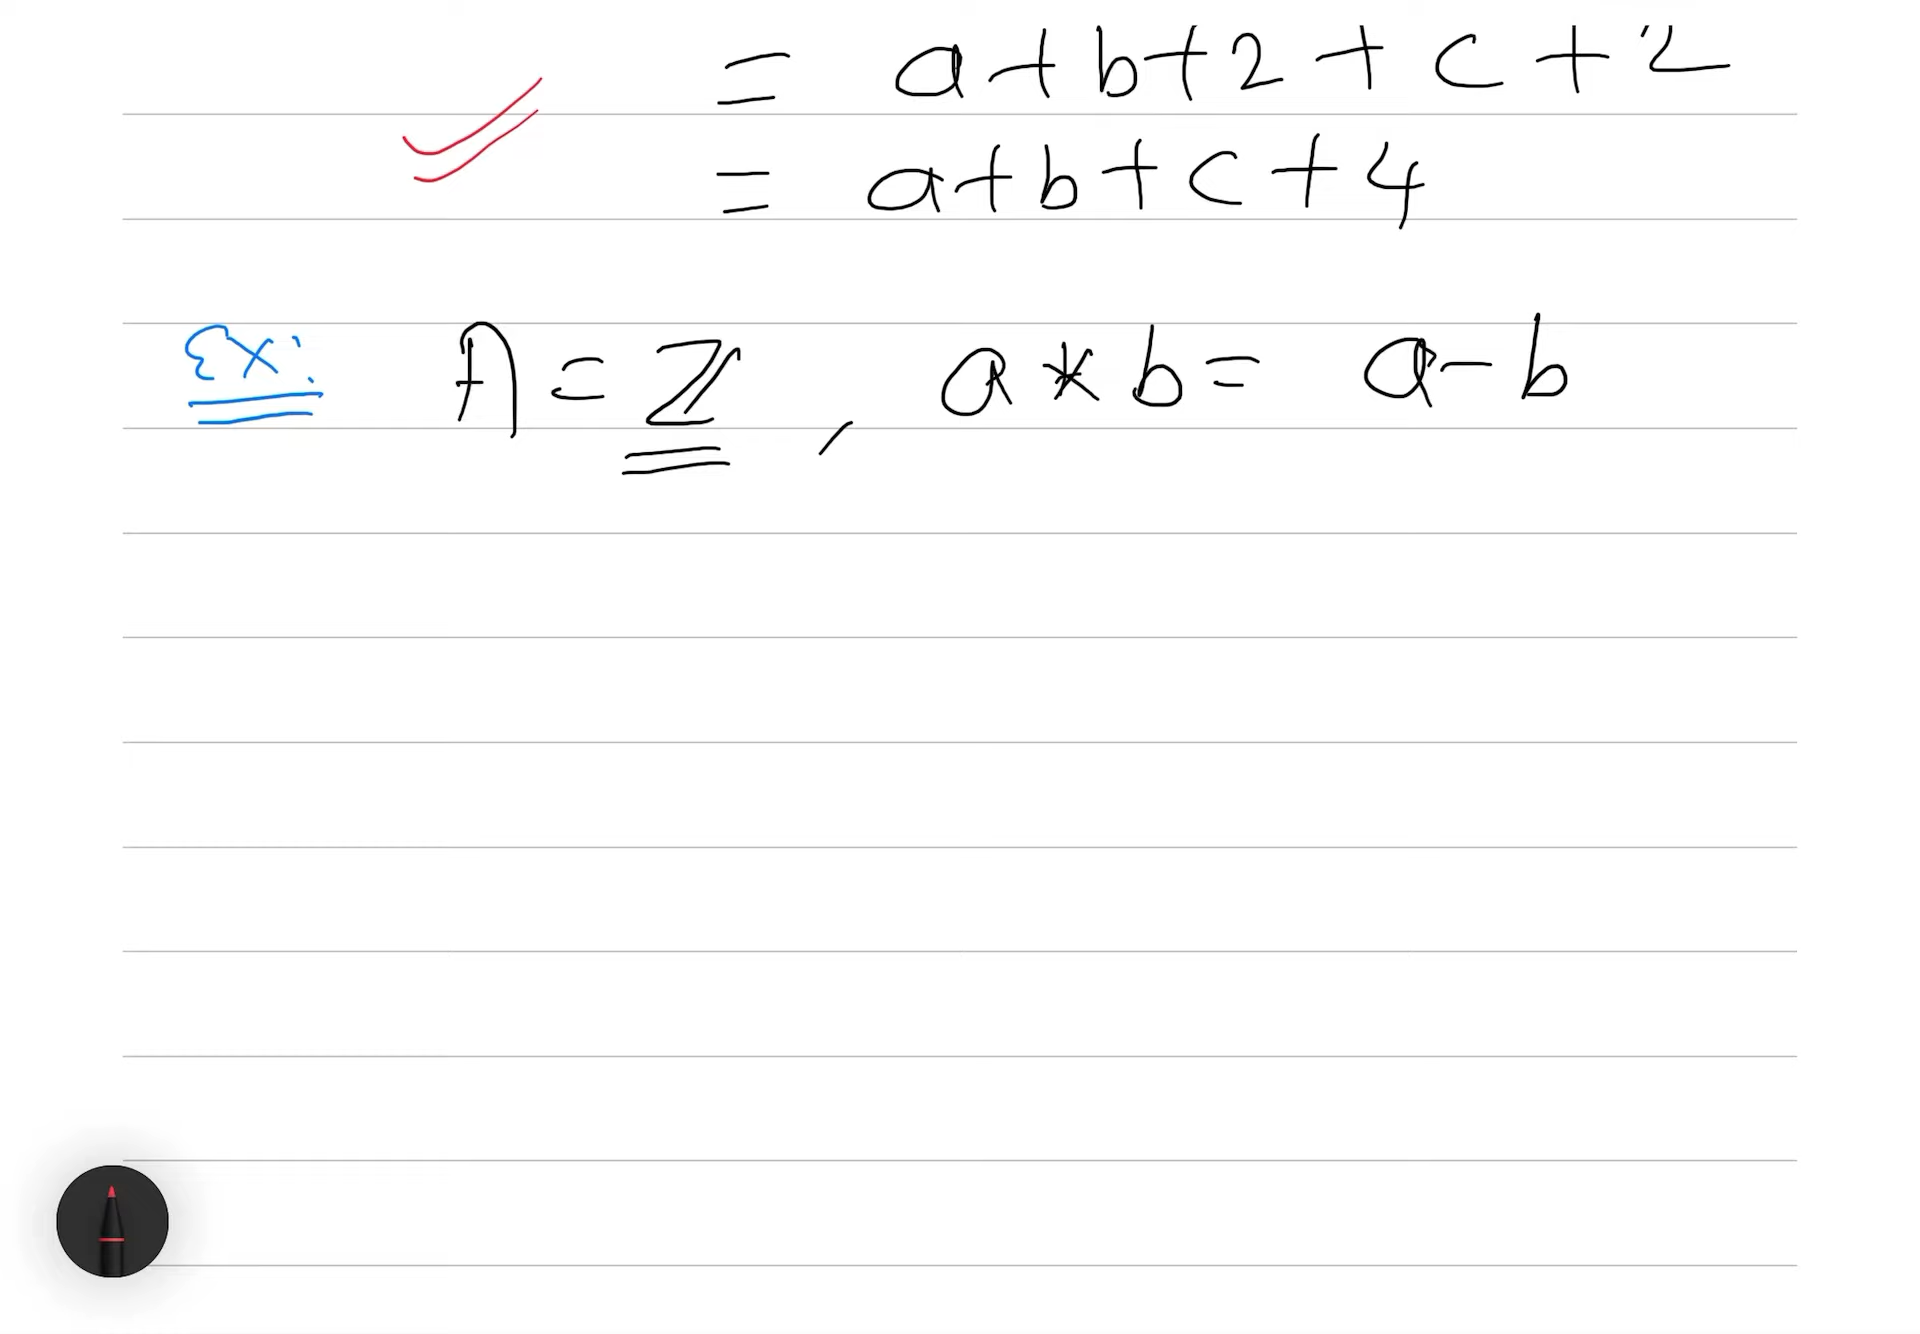 = a+b+2+c+2
= a+b+c+4
Ex: A = ℤ, a * b = a - b